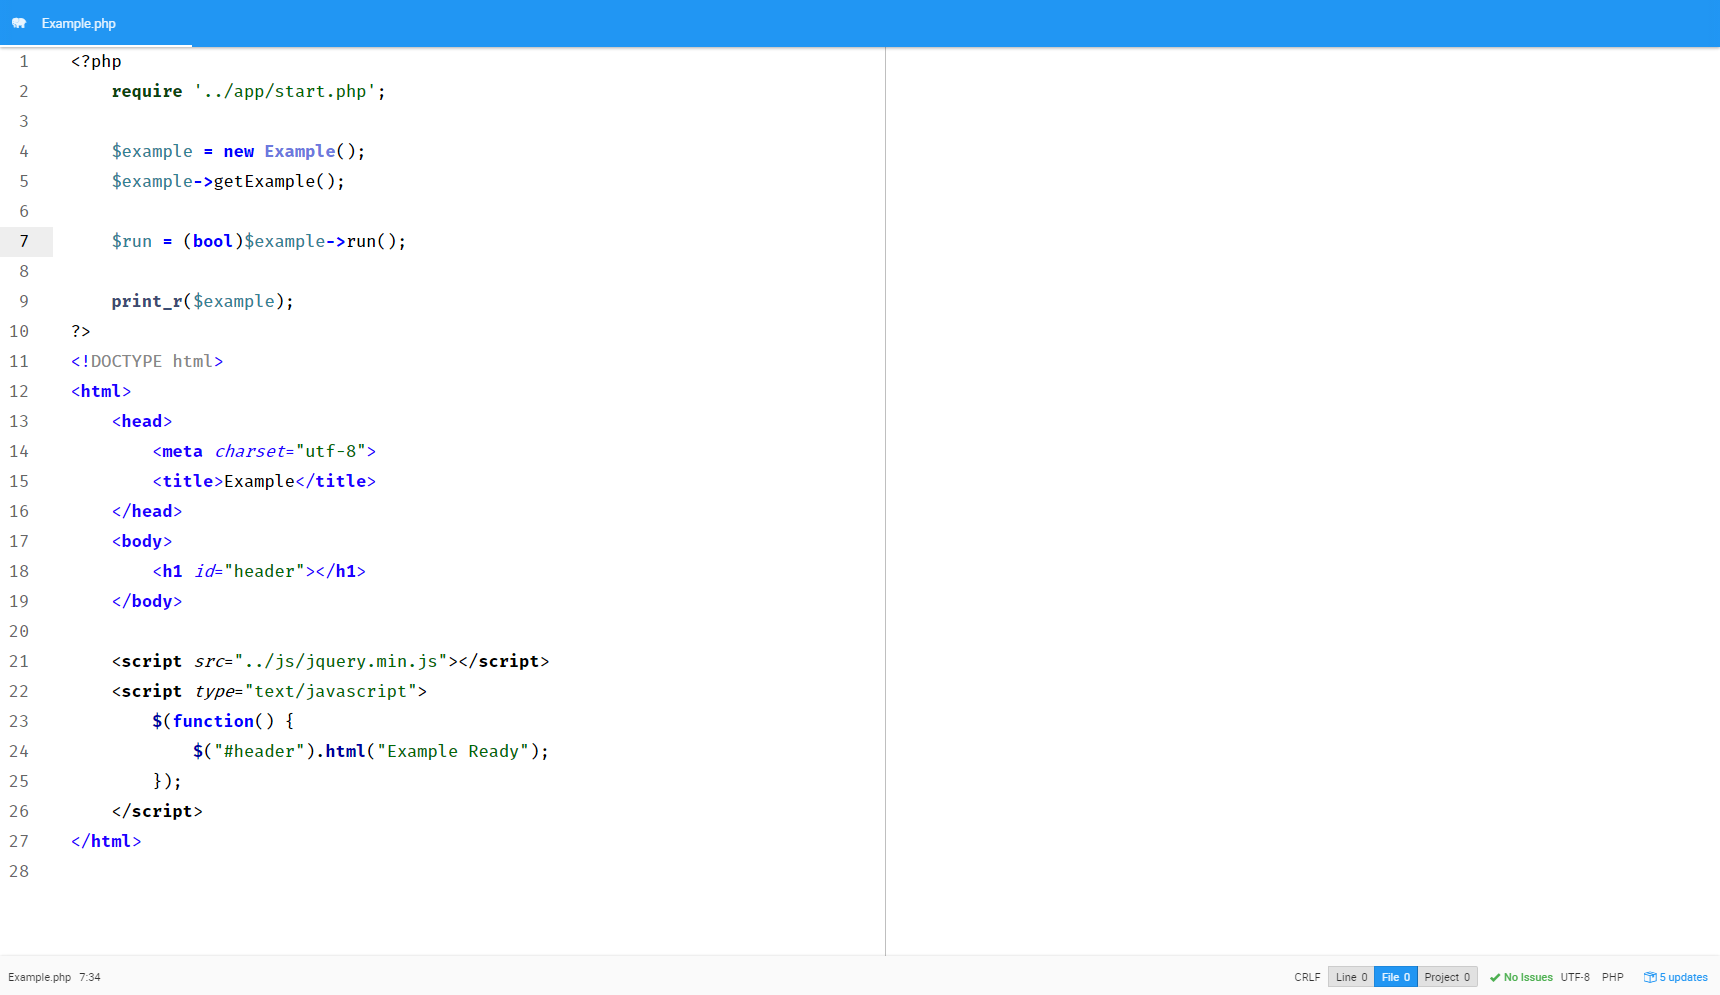 Example.php
1 <?php
2     require '../app/start.php';
3
4     $example = new Example();
5     $example->getExample();
6
7     $run = (bool)$example->run();
8
9     print_r($example);
10 ?>
11 <!DOCTYPE html>
12 <html>
13     <head>
14         <meta charset="utf-8">
15         <title>Example</title>
16     </head>
17     <body>
18         <h1 id="header"></h1>
19     </body>
20
21     <script src="../js/jquery.min.js"></script>
22     <script type="text/javascript">
23         $(function() {
24             $("#header").html("Example Ready");
25         });
26     </script>
27 </html>
28
Example.php 7:34 CRLF Line 0 File 0 Project 0 No Issues UTF-8 PHP 5 updates